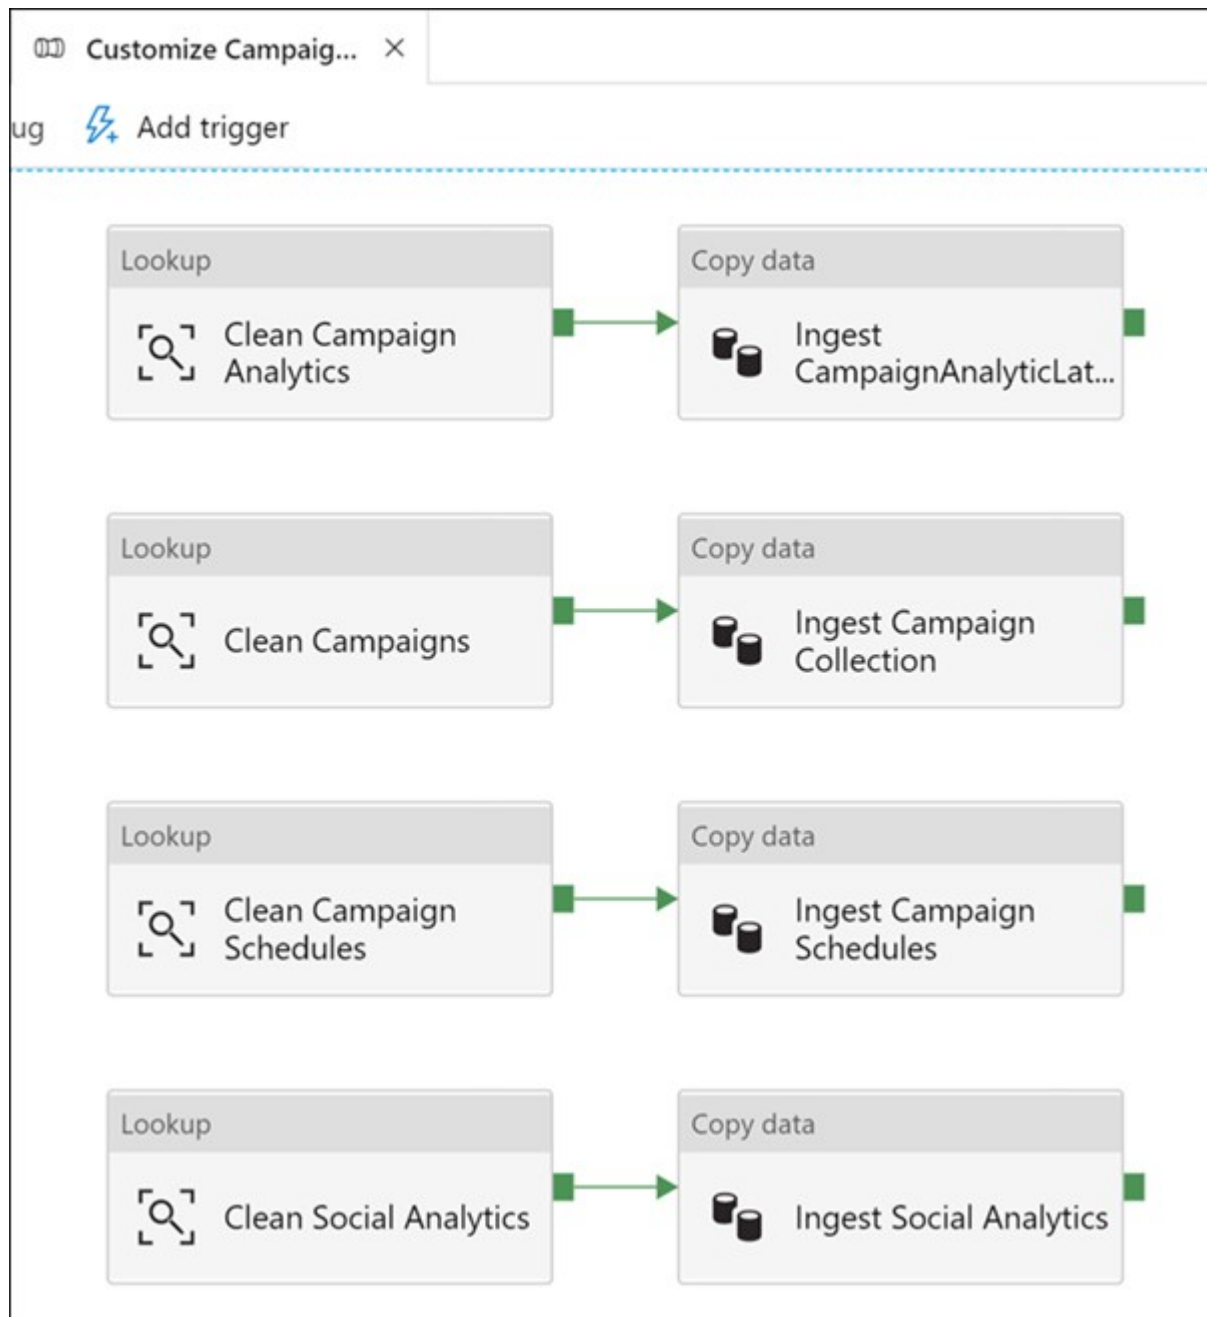 Customize Campaig...
ug
Add trigger
Lookup
Clean Campaign
Analytics
Copy data
Ingest
CampaignAnalyticLat...
Lookup
Clean Campaigns
Copy data
Ingest Campaign
Collection
Lookup
Clean Campaign
Schedules
Copy data
Ingest Campaign
Schedules
Lookup
Clean Social Analytics
Copy data
Ingest Social Analytics